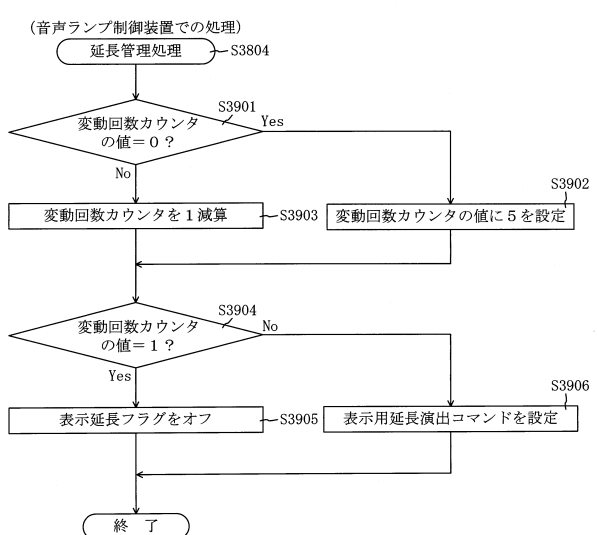 (音声ランプ制御装置での処理)
延長管理処理
S3804
S3901
変動回数カウンタ
の値=0?
Yes
No
S3902
変動回数カウンタを1減算
S3903
変動回数カウンタの値に5を設定
S3904
変動回数カウンタ
の値=1?
No
Yes
S3906
表示延長フラグをオフ
S3905
表示用延長演出コマンドを設定
終 了